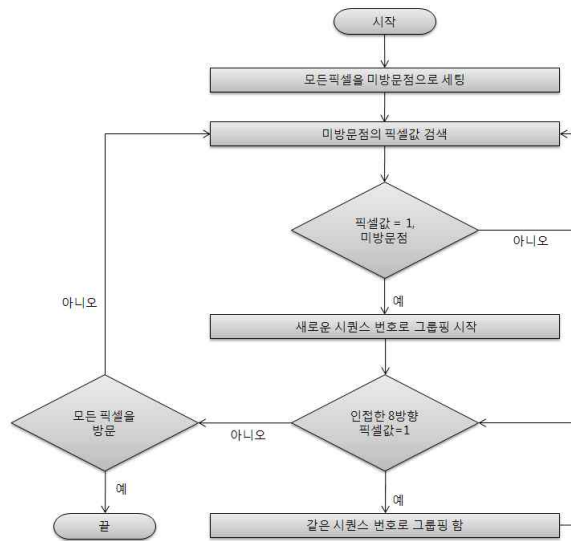 시작
모든픽셀을 미방문점으로 세팅
미방문점의 픽셀값 검색
픽셀값 = 1,
미방문점
아니오
예
아니오
새로운 시퀀스 번호로 그룹핑 시작
모든 픽셀을
방문
아니오
인접한 8방향
픽셀값=1
예
예
끝
같은 시퀀스 번호로 그룹핑 함